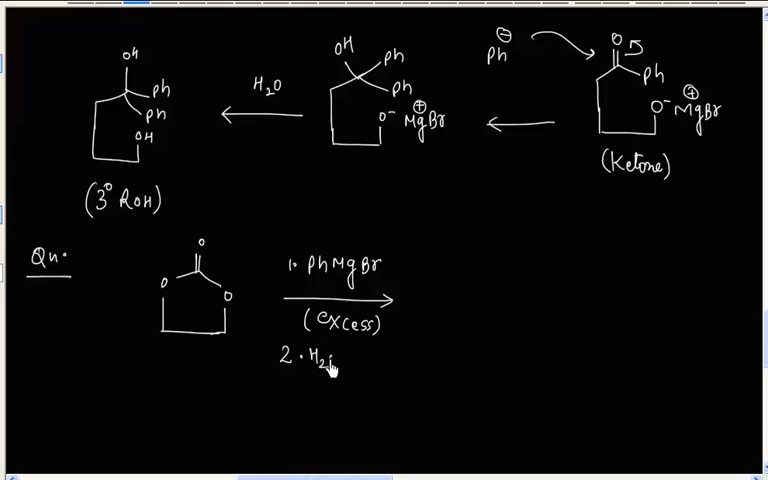 OH
Ph
Ph
OH
(3° ROH)
H2O
OH
Ph
Ph
O⁻ ⊕
MgBr
Ph ⊖
O
Ph
O⁻ ⊕
MgBr
(Ketone)
Qn.
O
O
O
1. PhMgBr
(excess)
2. H2